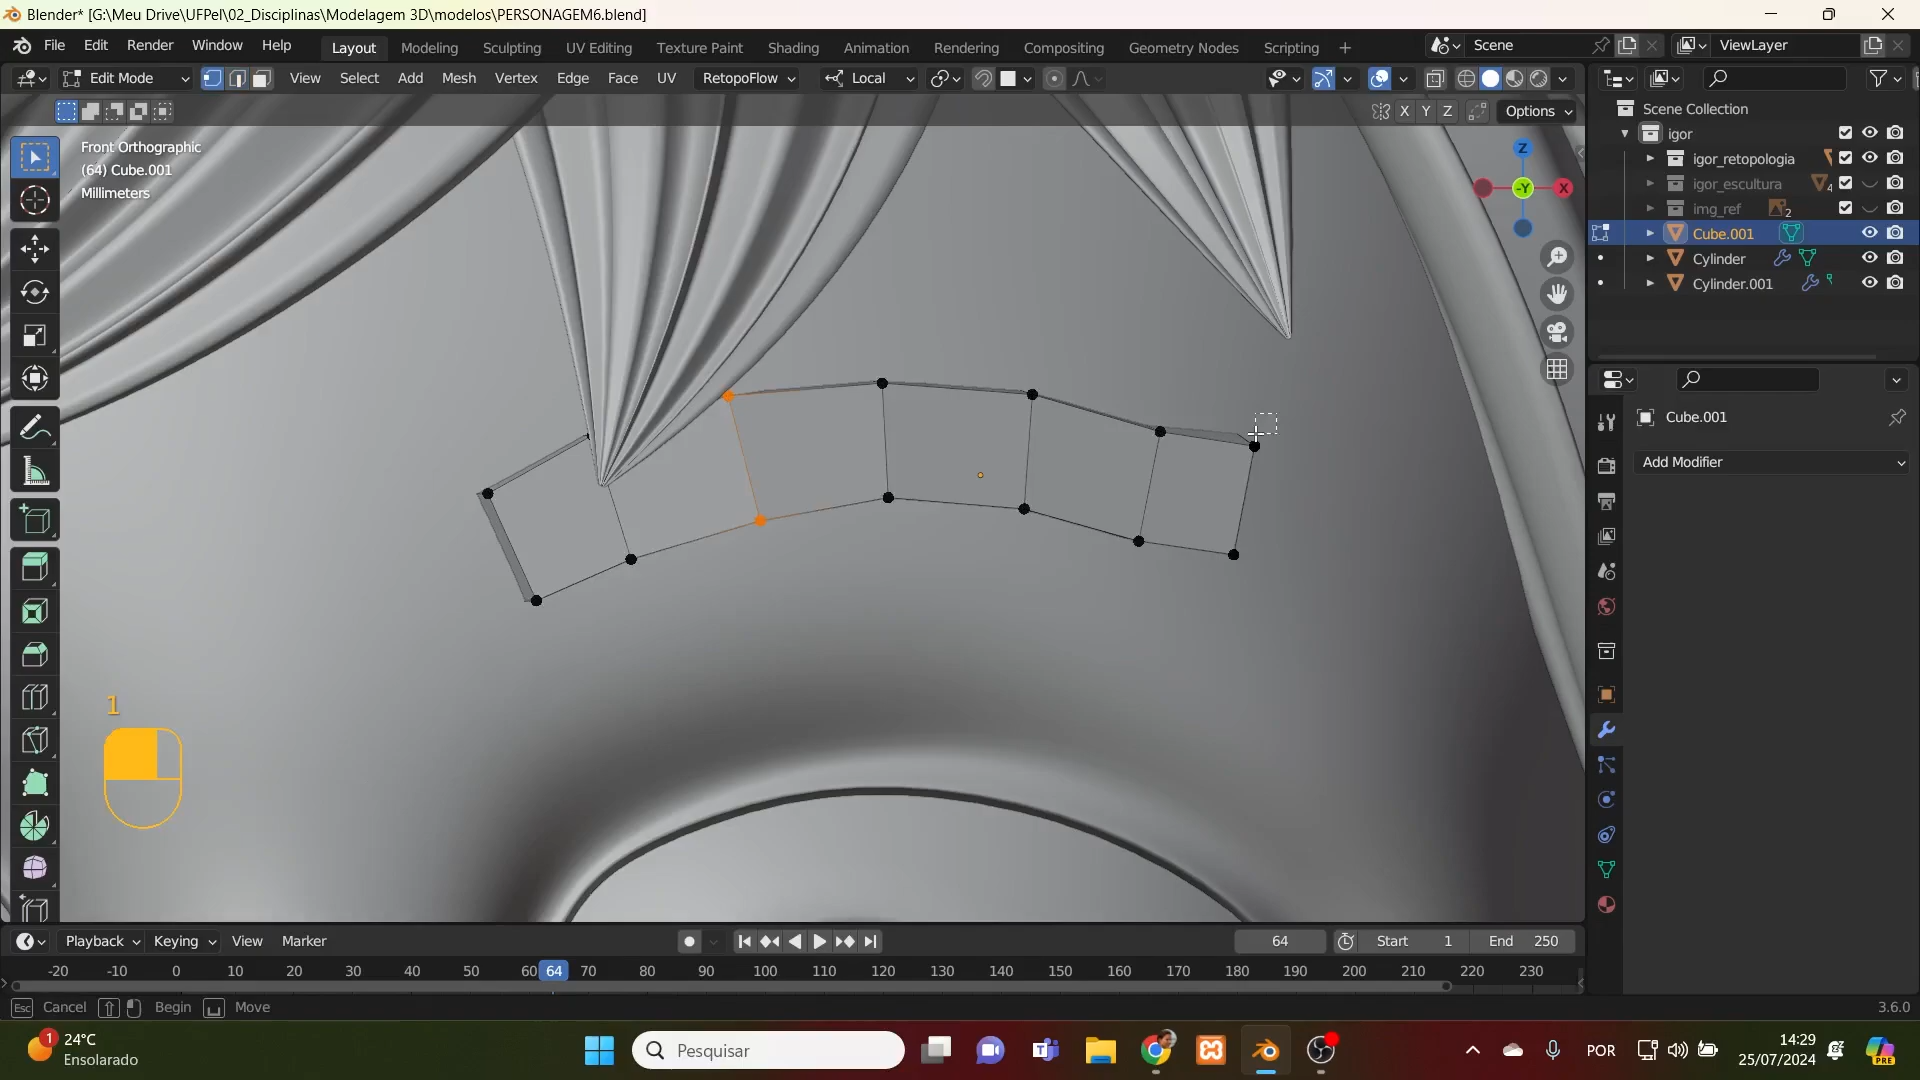 Blender* [G:\Meu Drive\UFPel\02_Disciplinas\Modelagem 3D\modelos\PERSONAGEM6.blend]
File Edit Render Window Help Layout Modeling Sculpting UV Editing Texture Paint Shading Animation Rendering Compositing Geometry Nodes Scripting + Scene ViewLayer
Edit Mode View Select Add Mesh Vertex Edge Face UV RetopoFlow Local
X Y Z Options
Front Orthographic
(64) Cube.001
Millimeters
Z
-Y X
Scene Collection
igor
igor_retopologia
igor_escultura 4
img_ref 2
Cube.001
Cylinder
Cylinder.001
Cube.001
Add Modifier
1
Playback Keying View Marker 64 Start 1 End 250
-20 -10 0 10 20 30 40 50 60 64 70 80 90 100 110 120 130 140 150 160 170 180 190 200 210 220 230
Esc Cancel Begin Move 3.6.0
1 24°C
Ensolarado
Pesquisar
POR
14:29
25/07/2024
PRE